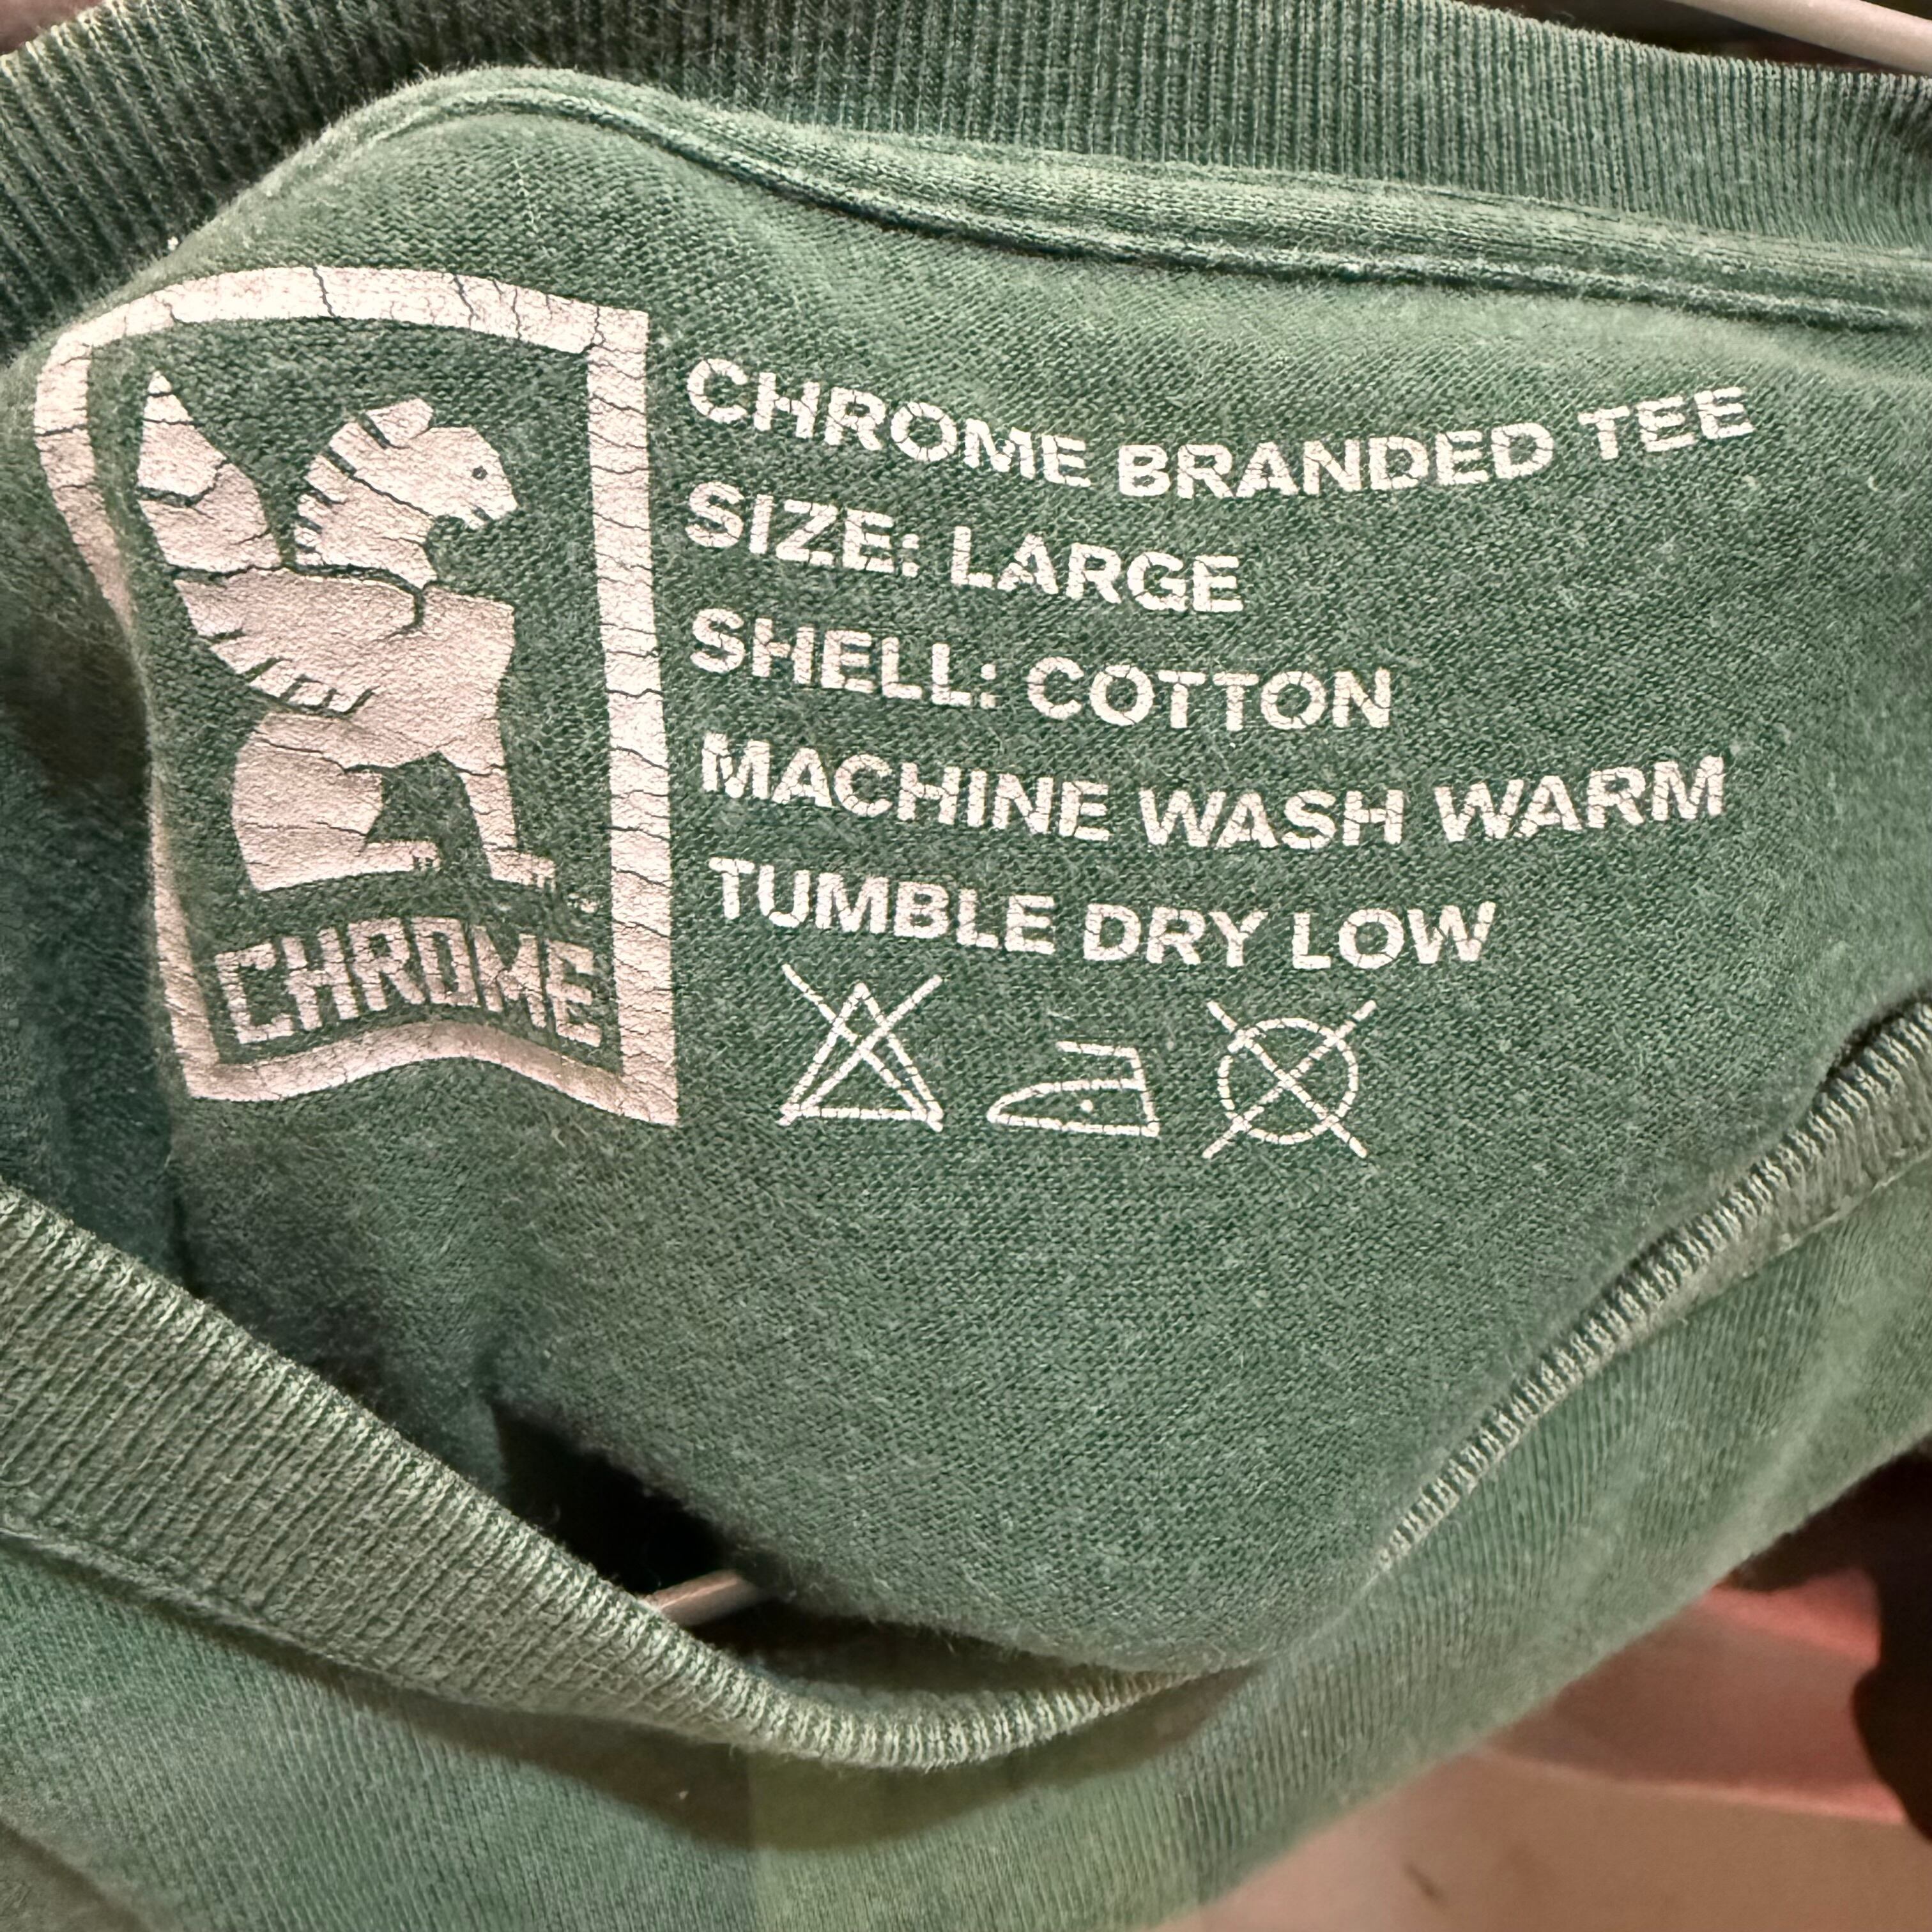 CHROME
CHROME BRANDED TEE
SIZE: LARGE
SHELL: COTTON
MACHINE WASH WARM
TUMBLE DRY LOW